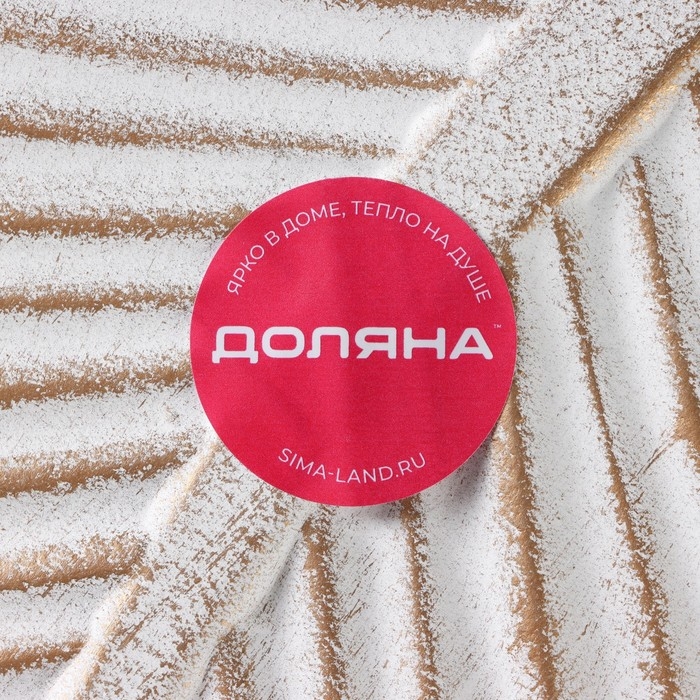 ЯРКО В ДОМЕ, ТЕПЛО НА ДУШЕ
ДОЛЯНА™
SIMA-LAND.RU